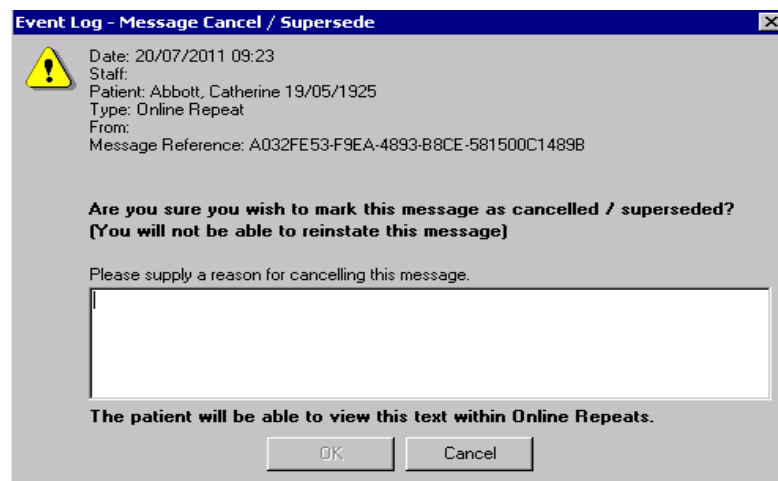 Event Log - Message Cancel / Supersede
Date: 20/07/2011 09:23
Staff:
Patient: Abbott, Catherine 19/05/1925
Type: Online Repeat
From:
Message Reference: A032FE53-F9EA-4893-B8CE-581500C1489B
Are you sure you wish to mark this message as cancelled / superseded?
(You will not be able to reinstate this message)
Please supply a reason for cancelling this message.
The patient will be able to view this text within Online Repeats.
OK Cancel